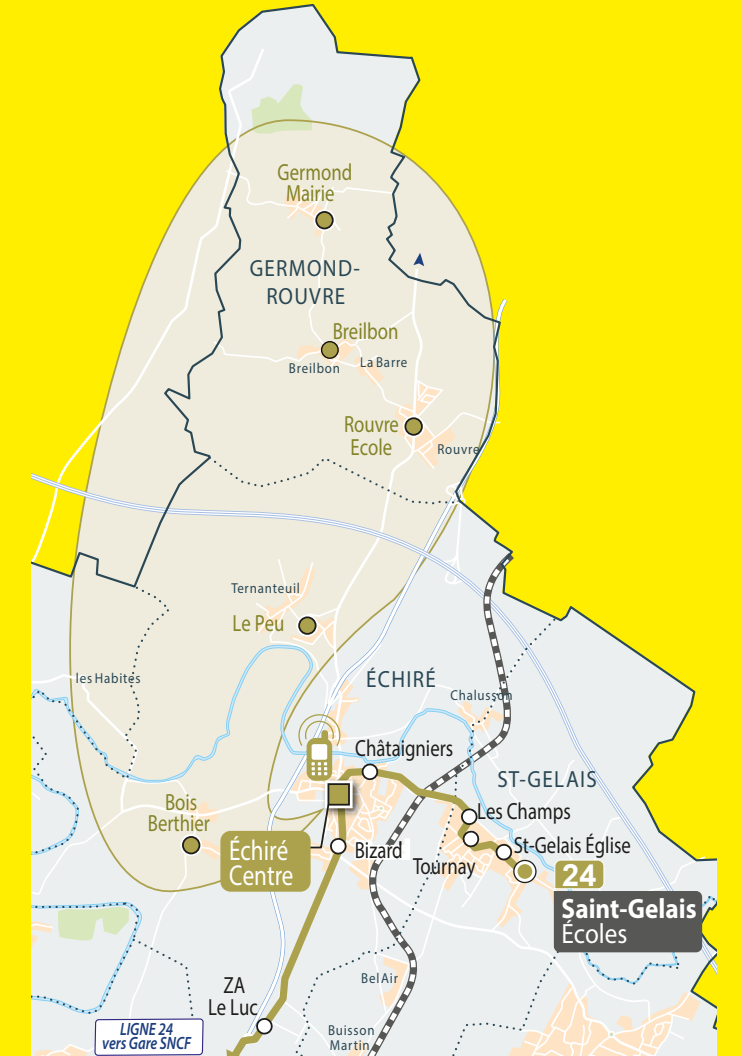 Germond
Mairie
GERMOND-
ROUVRE
Breilbon
Breilbon
La Barre
Rouvre
Ecole
Rouvre
Ternanteuil
Le Peu
ÉCHIRÉ
les Habites
Chalusson
Châtaigniers
ST-GELAIS
Bois
Berthier
Les Champs
Échiré
Centre
Bizard
Tournay
St-Gelais Église
24
Saint-Gelais
Écoles
ZA
Le Luc
Bel Air
LIGNE 24
vers Gare SNCF
Buisson
Martin